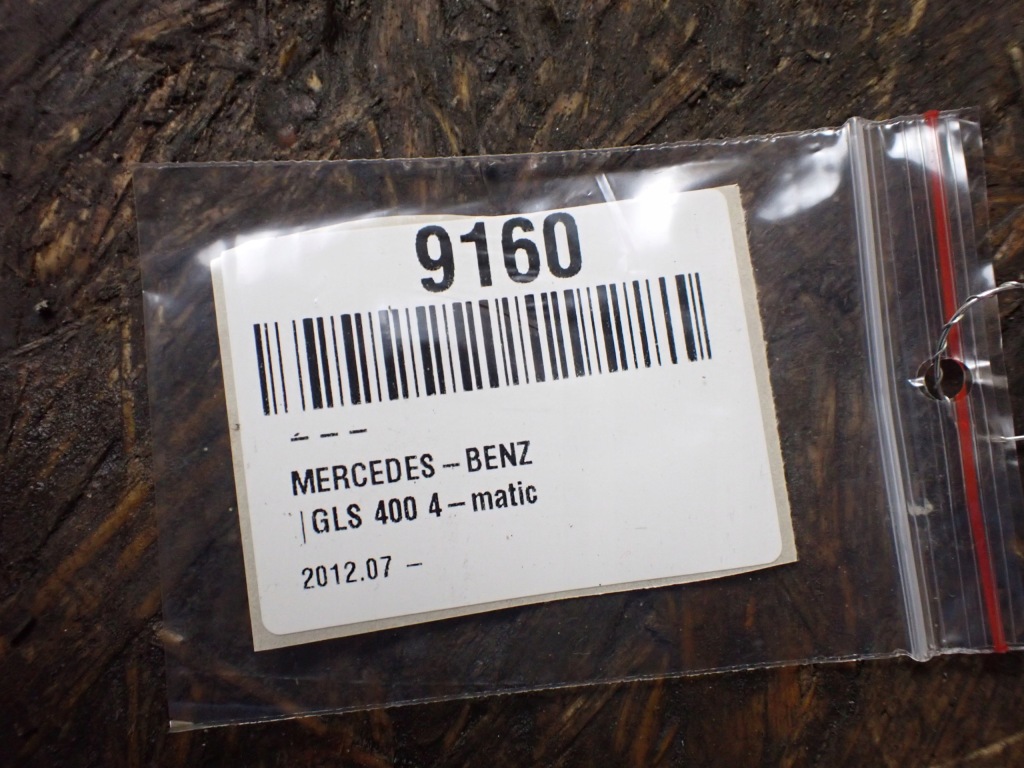 9160
– – –
MERCEDES – BENZ
|GLS 400 4 – matic
2012.07 –